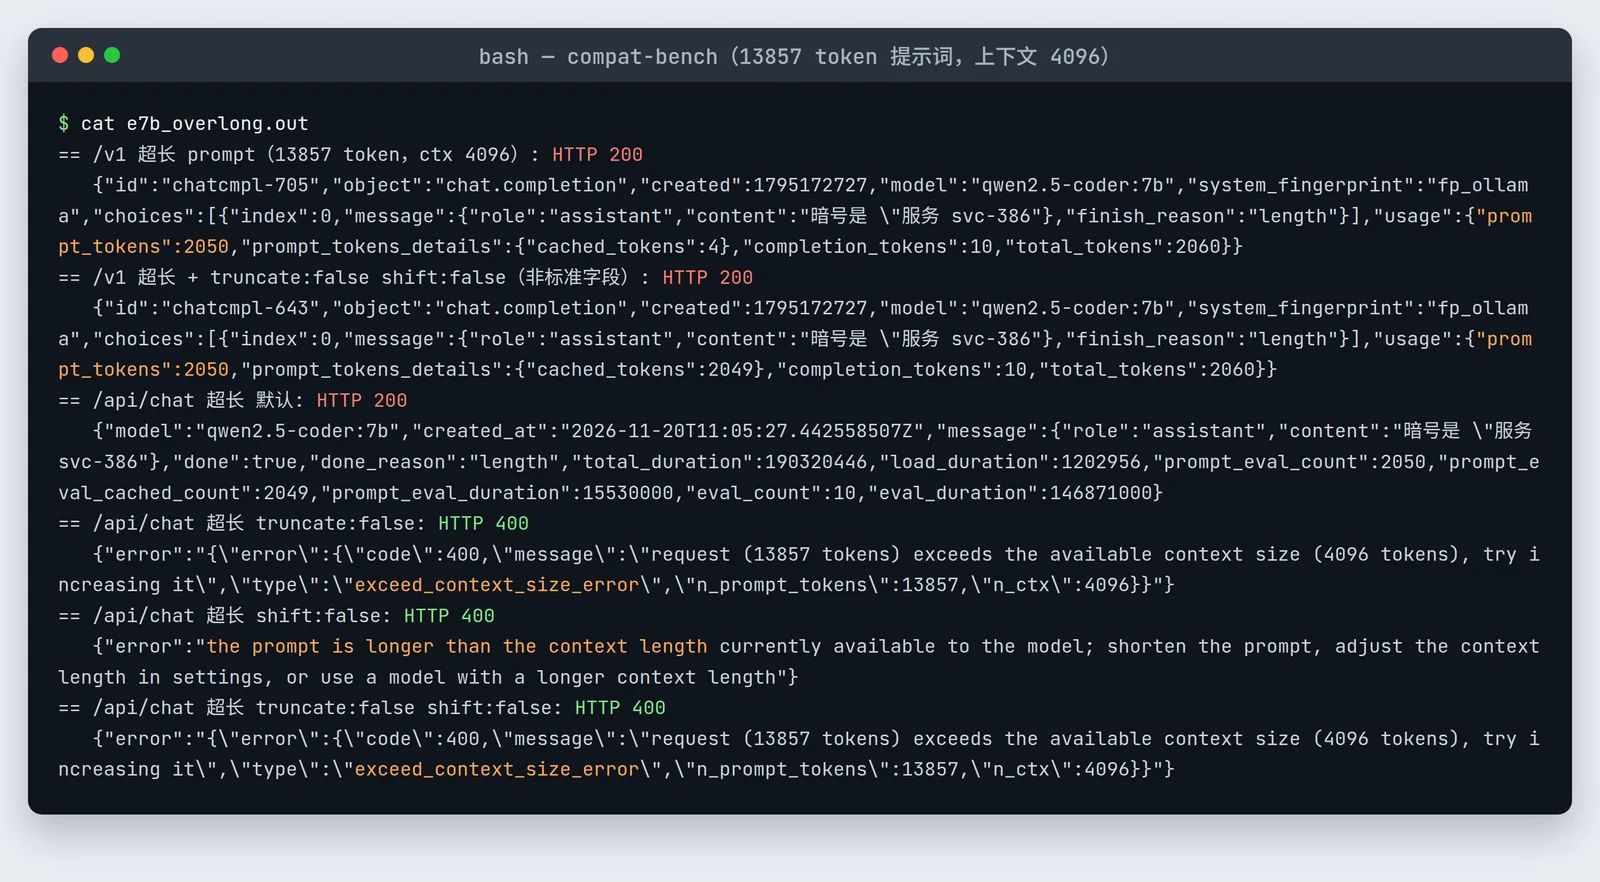 bash — compat-bench（13857 token 提示词，上下文 4096）
$ cat e7b_overlong.out
== /v1 超长 prompt（13857 token，ctx 4096）: HTTP 200
{"id":"chatcmpl-705","object":"chat.completion","created":1795172727,"model":"qwen2.5-coder:7b","system_fingerprint":"fp_ollam
a","choices":[{"index":0,"message":{"role":"assistant","content":"暗号是 \"服务 svc-386"},"finish_reason":"length"}],"usage":{"prom
pt_tokens":2050,"prompt_tokens_details":{"cached_tokens":4},"completion_tokens":10,"total_tokens":2060}}
== /v1 超长 + truncate:false shift:false（非标准字段）: HTTP 200
{"id":"chatcmpl-643","object":"chat.completion","created":1795172727,"model":"qwen2.5-coder:7b","system_fingerprint":"fp_ollam
a","choices":[{"index":0,"message":{"role":"assistant","content":"暗号是 \"服务 svc-386"},"finish_reason":"length"}],"usage":{"prom
pt_tokens":2050,"prompt_tokens_details":{"cached_tokens":2049},"completion_tokens":10,"total_tokens":2060}}
== /api/chat 超长 默认: HTTP 200
{"model":"qwen2.5-coder:7b","created_at":"2026-11-20T11:05:27.442558507Z","message":{"role":"assistant","content":"暗号是 \"服务
svc-386"},"done":true,"done_reason":"length","total_duration":190320446,"load_duration":1202956,"prompt_eval_count":2050,"prompt_e
val_cached_count":2049,"prompt_eval_duration":15530000,"eval_count":10,"eval_duration":146871000}
== /api/chat 超长 truncate:false: HTTP 400
{"error":"{\"error\":{\"code\":400,\"message\":\"request (13857 tokens) exceeds the available context size (4096 tokens), try i
ncreasing it\",\"type\":\"exceed_context_size_error\",\"n_prompt_tokens\":13857,\"n_ctx\":4096}}"}
== /api/chat 超长 shift:false: HTTP 400
{"error":"the prompt is longer than the context length currently available to the model; shorten the prompt, adjust the context
length in settings, or use a model with a longer context length"}
== /api/chat 超长 truncate:false shift:false: HTTP 400
{"error":"{\"error\":{\"code\":400,\"message\":\"request (13857 tokens) exceeds the available context size (4096 tokens), try i
ncreasing it\",\"type\":\"exceed_context_size_error\",\"n_prompt_tokens\":13857,\"n_ctx\":4096}}"}